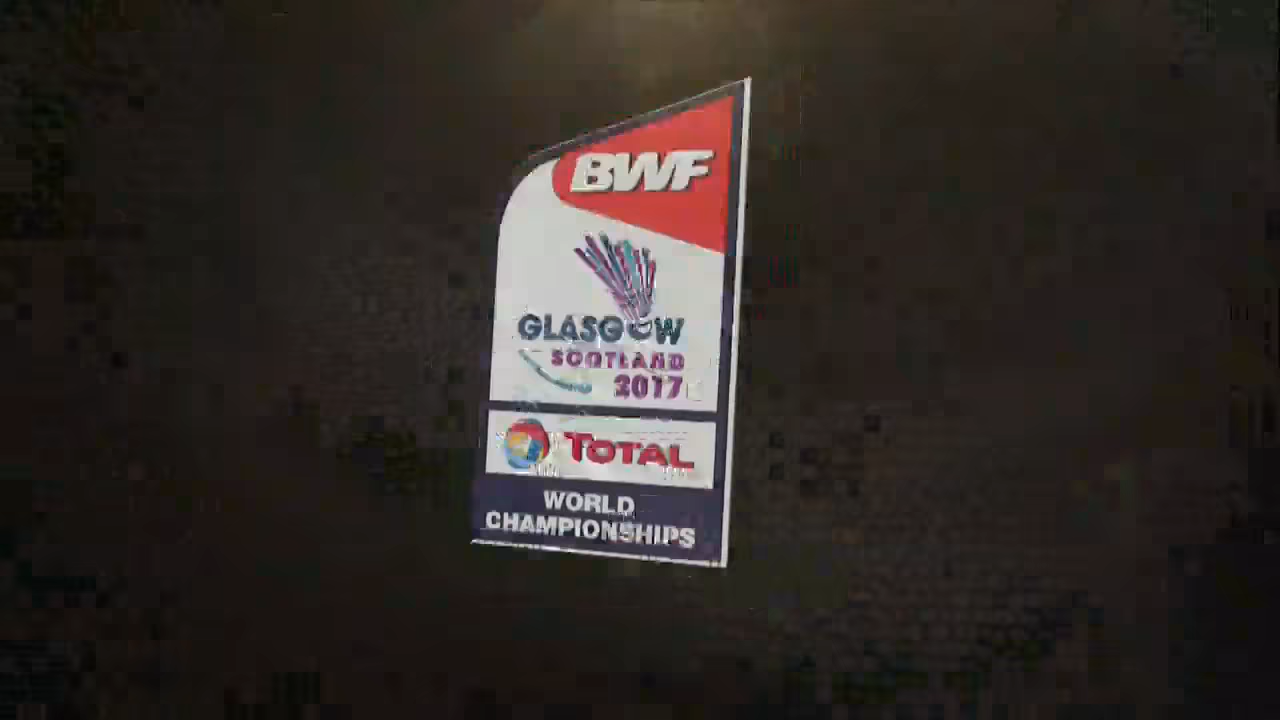 BWF
GLASGOW
SCOTLAND
2017
TOTAL
WORLD
CHAMPIONSHIPS